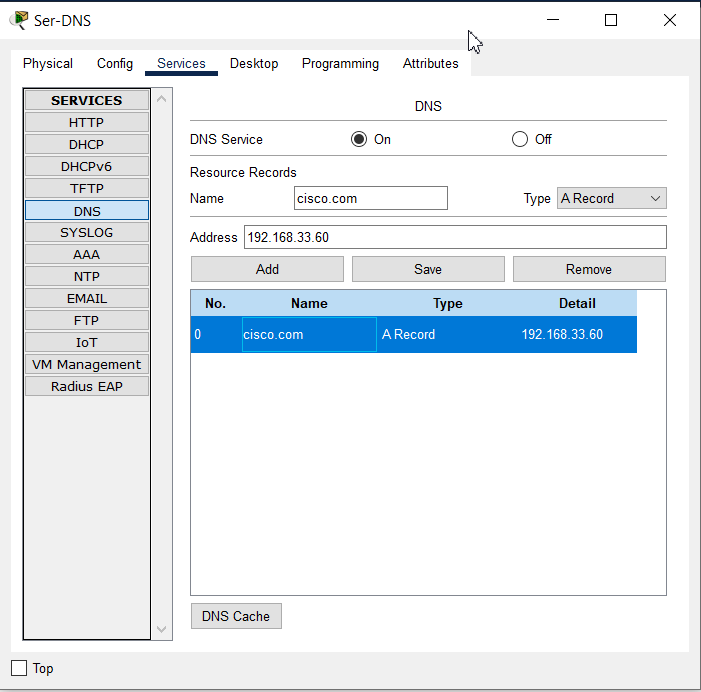 Ser-DNS
Physical Config Services Desktop Programming Attributes
SERVICES
HTTP
DHCP
DHCPv6
TFTP
DNS
SYSLOG
AAA
NTP
EMAIL
FTP
IoT
VM Management
Radius EAP
DNS
DNS Service On Off
Resource Records
Name cisco.com Type A Record
Address 192.168.33.60
Add Save Remove
No. Name Type Detail
0 cisco.com A Record 192.168.33.60
DNS Cache
Top